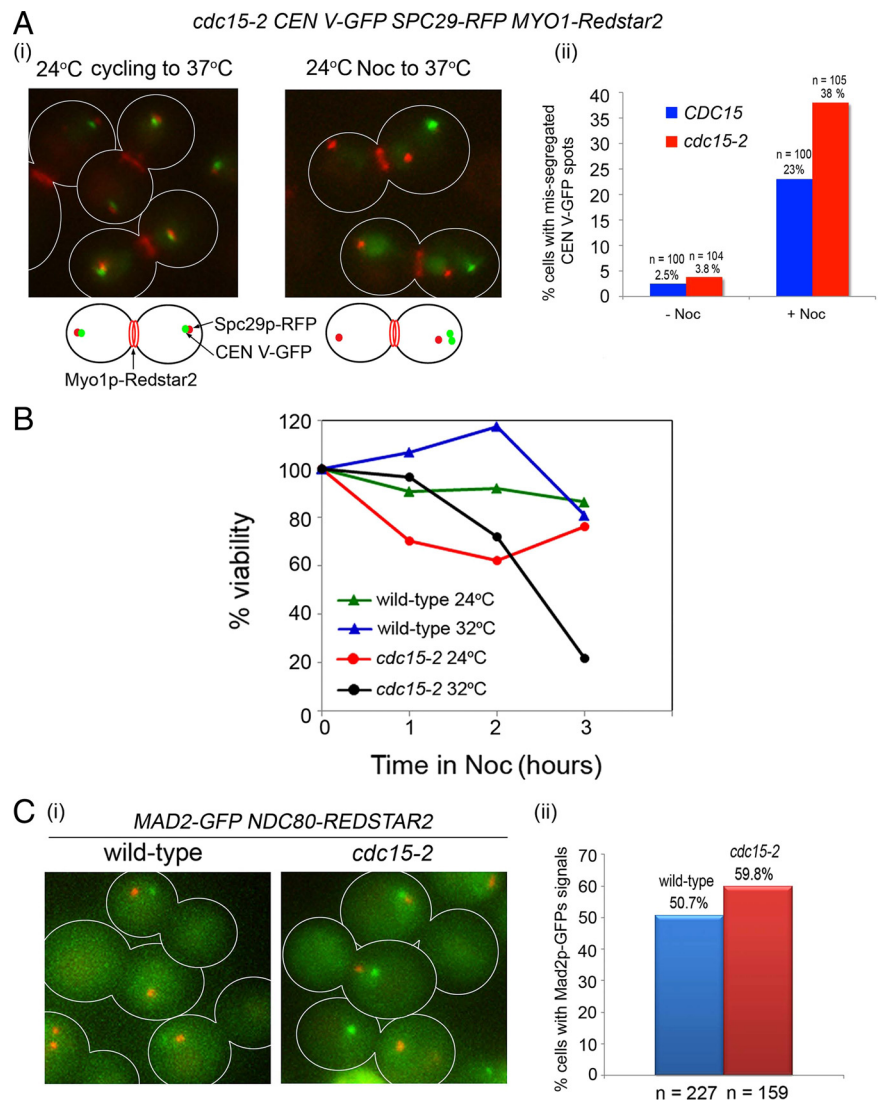 A
cdc15-2 CEN V-GFP SPC29-RFP MYO1-Redstar2
(i)
24°C cycling to 37°C
24°C Noc to 37°C
Spc29p-RFP
CEN V-GFP
Myo1p-Redstar2
(ii)
% cells with mis-segregated
CEN V-GFP spots
40
35
30
25
20
15
10
5
0
CDC15
cdc15-2
n = 105
38 %
n = 100
23%
n = 100
2.5%
n = 104
3.8 %
- Noc
+ Noc
B
% viability
120
100
80
60
40
20
0
wild-type 24°C
wild-type 32°C
cdc15-2 24°C
cdc15-2 32°C
0 1 2 3
Time in Noc (hours)
C
(i)
MAD2-GFP NDC80-REDSTAR2
wild-type
cdc15-2
(ii)
% cells with Mad2p-GFPs signals
70
60
50
40
30
20
10
0
wild-type
50.7%
cdc15-2
59.8%
n = 227 n = 159